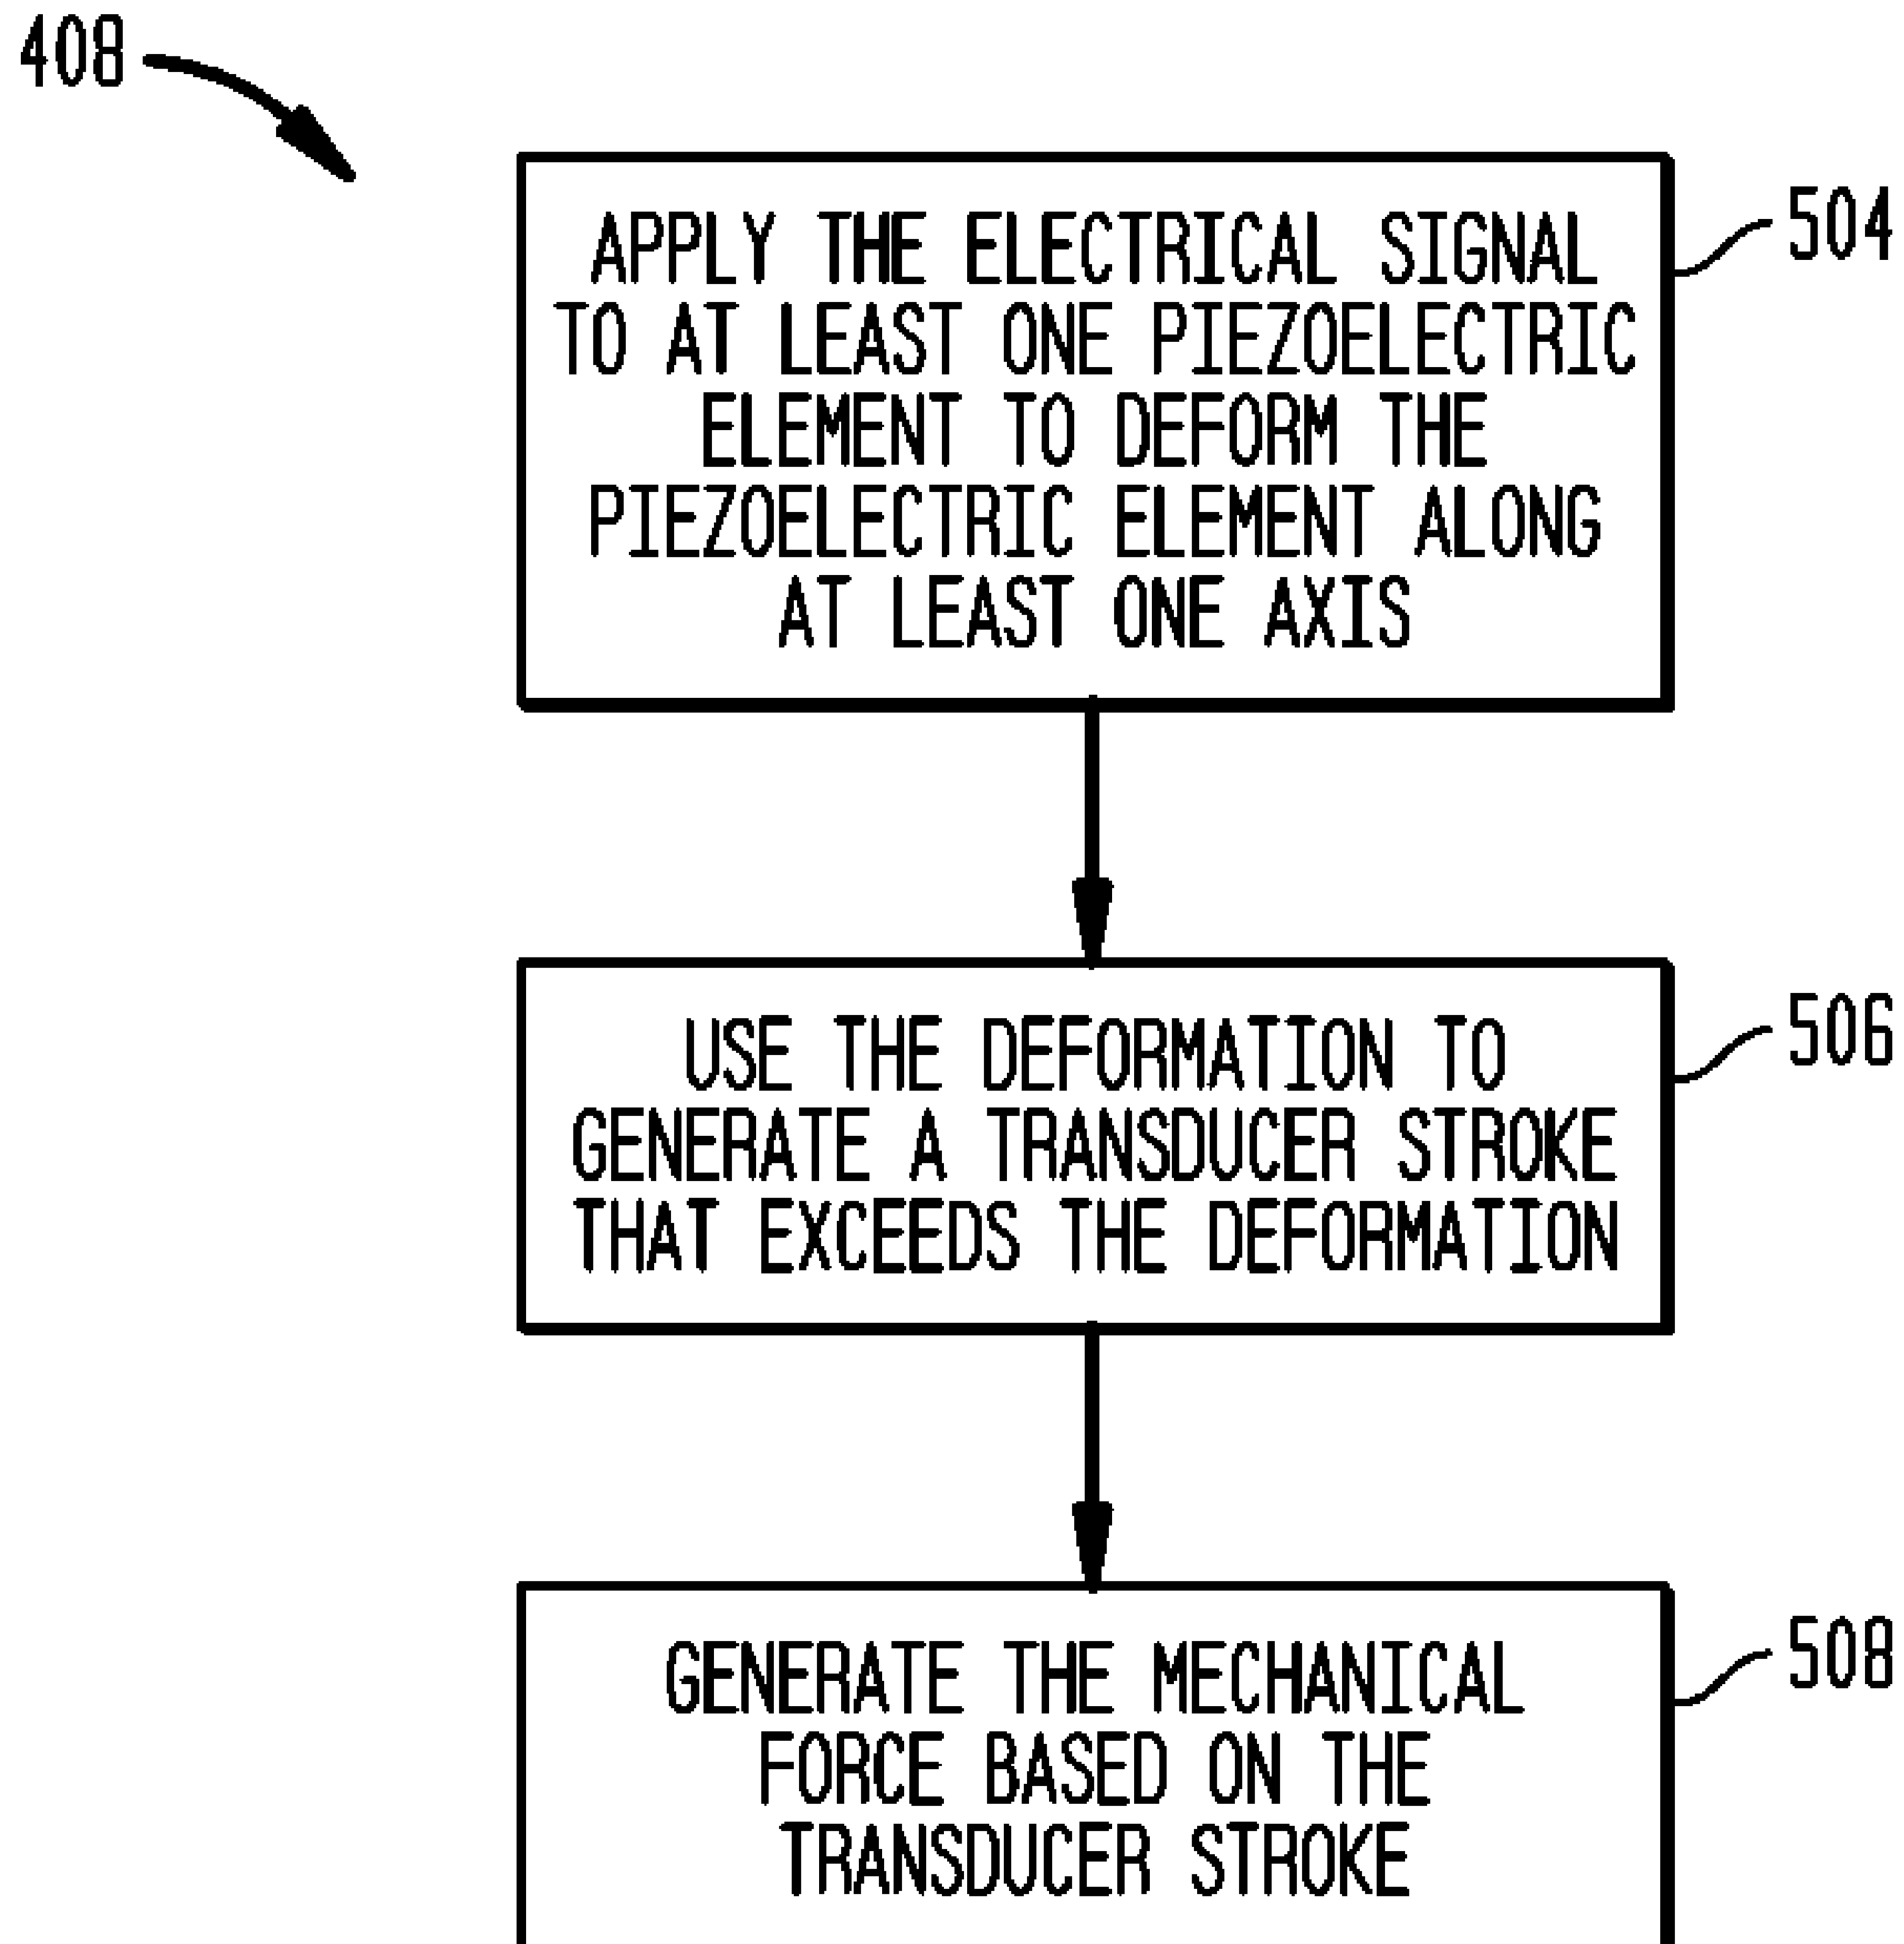 408
APPLY THE ELECTRICAL SIGNAL
TO AT LEAST ONE PIEZOELECTRIC
ELEMENT TO DEFORM THE
PIEZOELECTRIC ELEMENT ALONG
AT LEAST ONE AXIS
504
USE THE DEFORMATION TO
GENERATE A TRANSDUCER STROKE
THAT EXCEEDS THE DEFORMATION
506
GENERATE THE MECHANICAL
FORCE BASED ON THE
TRANSDUCER STROKE
508